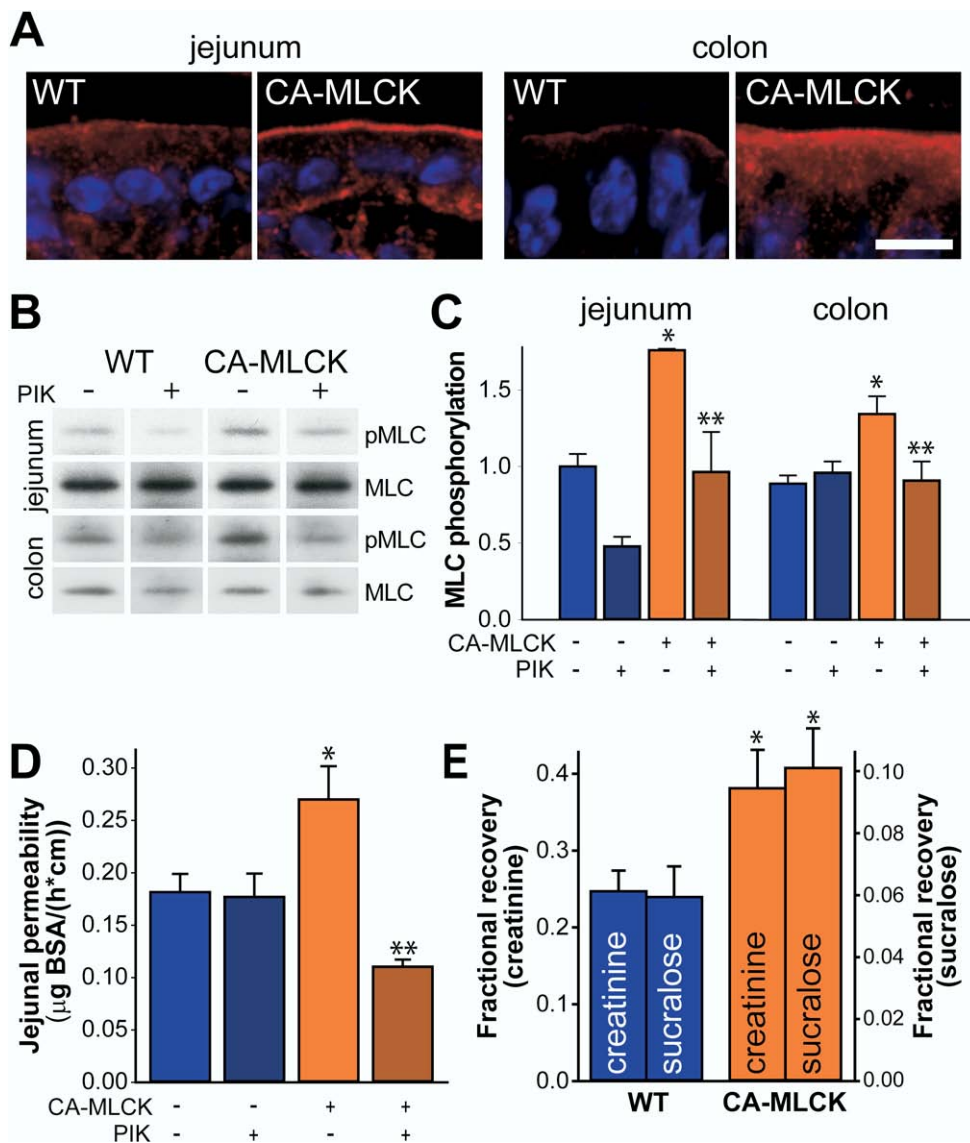 A
jejunum
colon
WT
CA-MLCK
WT
CA-MLCK
B
WT
CA-MLCK
PIK
-
+
-
+
jejunum
pMLC
MLC
colon
pMLC
MLC
C
jejunum
colon
MLC phosphorylation
1.5
1.0
0.5
0.0
*
**
*
**
CA-MLCK - - + + - - + +
PIK - + - + - + - +
D
Jejunal permeability
(μg BSA/(h*cm))
0.30
0.25
0.20
0.15
0.10
0.05
0.00
*
**
CA-MLCK - - + +
PIK - + - +
E
Fractional recovery
(creatinine)
0.4
0.3
0.2
0.1
0.0
*
*
creatinine
sucralose
creatinine
sucralose
WT
CA-MLCK
0.10
0.08
0.06
0.04
0.02
0.00
Fractional recovery
(sucralose)